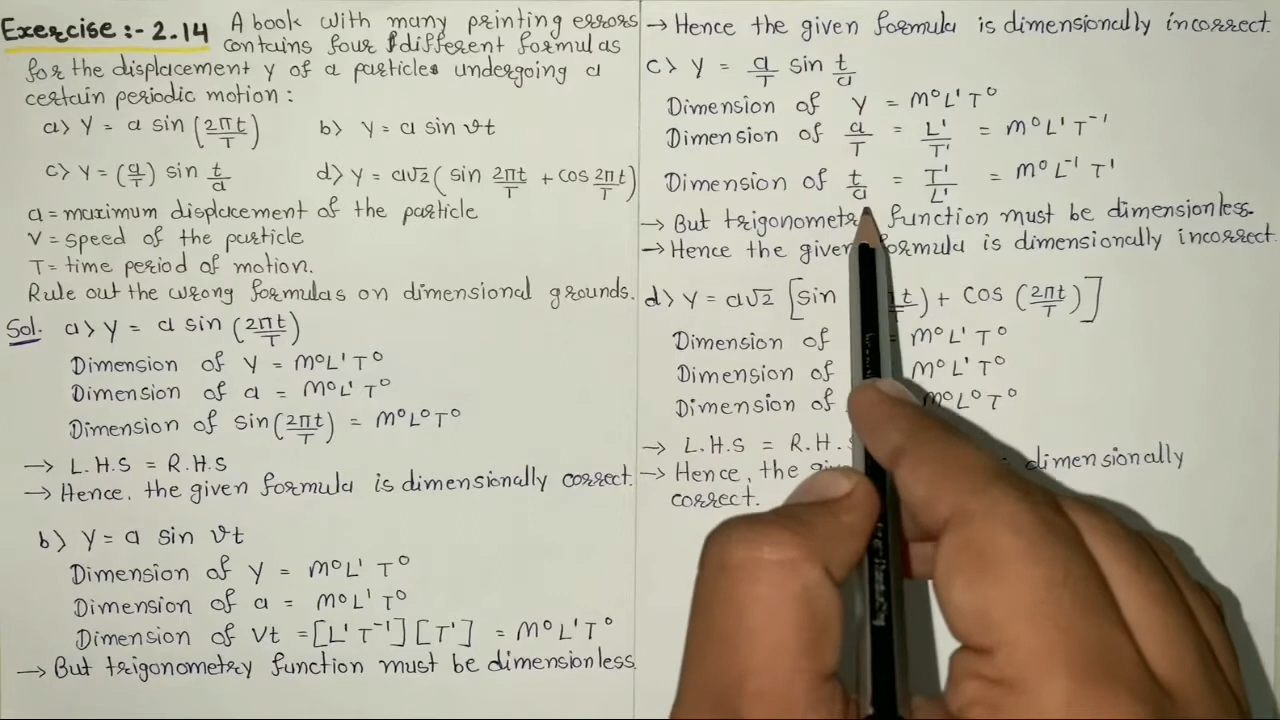 Exercise :- 2.14 A book with many printing errors
contains four different formulas
for the displacement y of a particles undergoing a
certain periodic motion :
a) Y = a sin (2πt/T) b) Y = a sin vt
c) Y = (a/T) sin t/a d) Y = a√2 (sin 2πt/T + cos 2πt/T)
a = maximum displacement of the particle
V = speed of the particle
T = time period of motion.
Rule out the wrong formulas on dimensional grounds.
Sol. a) Y = a sin (2πt/T)
Dimension of Y = M⁰L¹T⁰
Dimension of a = M⁰L¹T⁰
Dimension of sin(2πt/T) = M⁰L⁰T⁰
→ L.H.S = R.H.S
→ Hence, the given formula is dimensionally correct.
b) Y = a sin vt
Dimension of Y = M⁰L¹T⁰
Dimension of a = M⁰L¹T⁰
Dimension of Vt = [L¹T⁻¹][T¹] = M⁰L¹T⁰
→ But trigonometry function must be dimensionless.
→ Hence the given formula is dimensionally incorrect.
c) Y = a/T sin t/a
Dimension of Y = M⁰L¹T⁰
Dimension of a/T = L¹/T¹ = M⁰L¹T⁻¹
Dimension of t/a = T¹/L¹ = M⁰L⁻¹T¹
→ But function must be dimensionless.
→ Hence the given formula is dimensionally incorrect.
d) Y = a√2 [sin t) + cos (2πt/T)]
Dimension of = M⁰L¹T⁰
Dimension of M⁰L¹T⁰
Dimension of M⁰L⁰T⁰
→ L.H.S = R.H.
→ Hence, the dimensionally
correct.